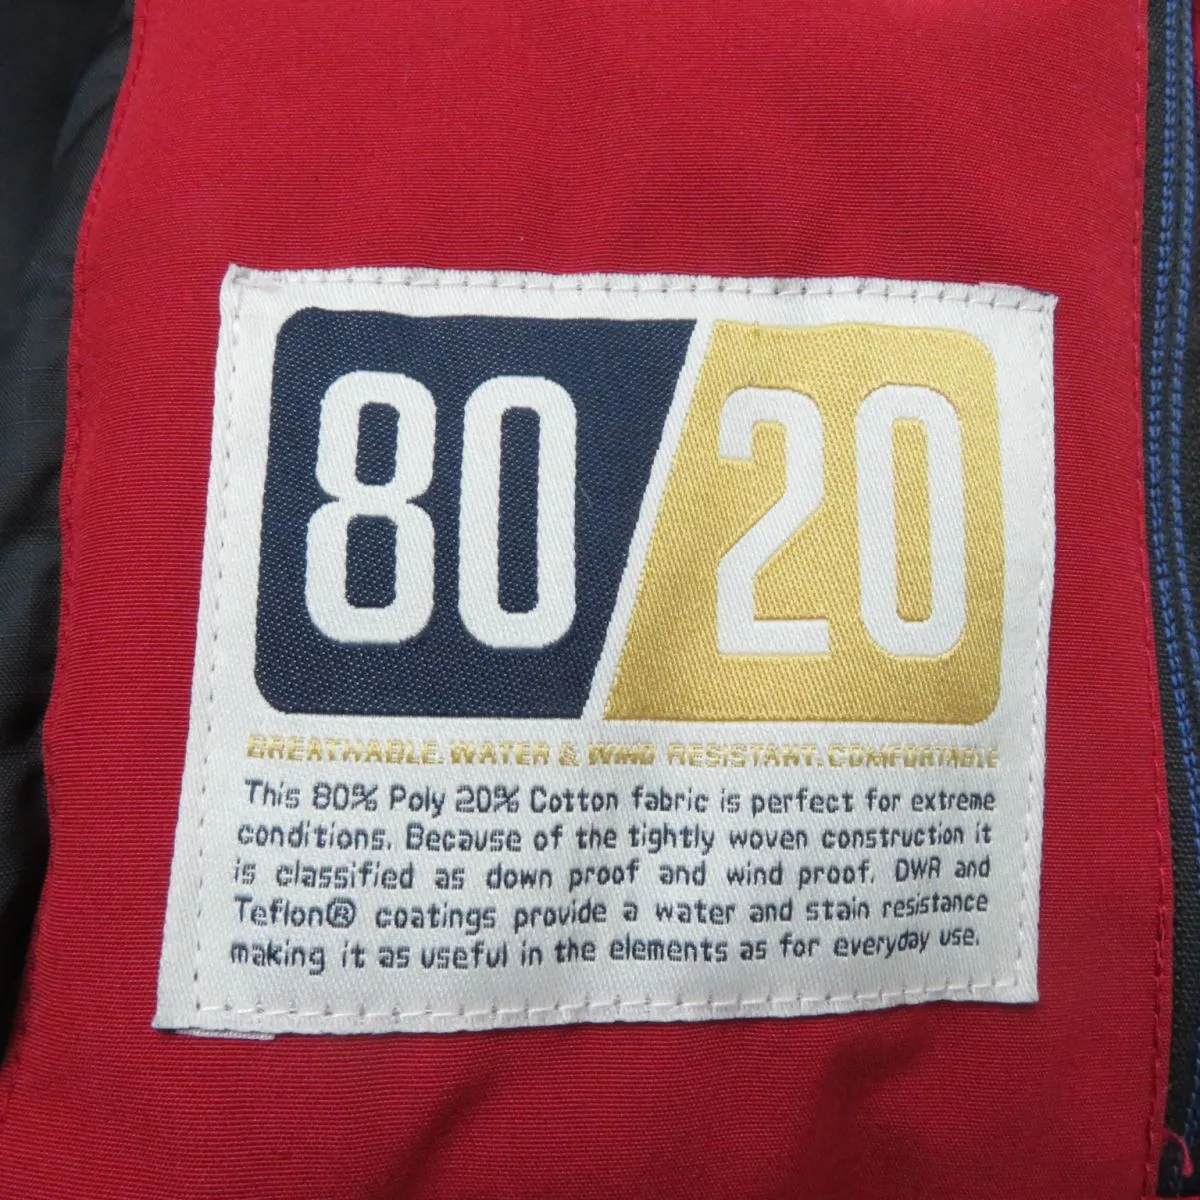 80 20
BREATHABLE. WATER & WIND RESISTANT. COMFORTABLE
This 80% Poly 20% Cotton fabric is perfect for extreme
conditions. Because of the tightly woven construction it
is classified as down proof and wind proof. DWR and
Teflon® coatings provide a water and stain resistance
making it as useful in the elements as for everyday use.